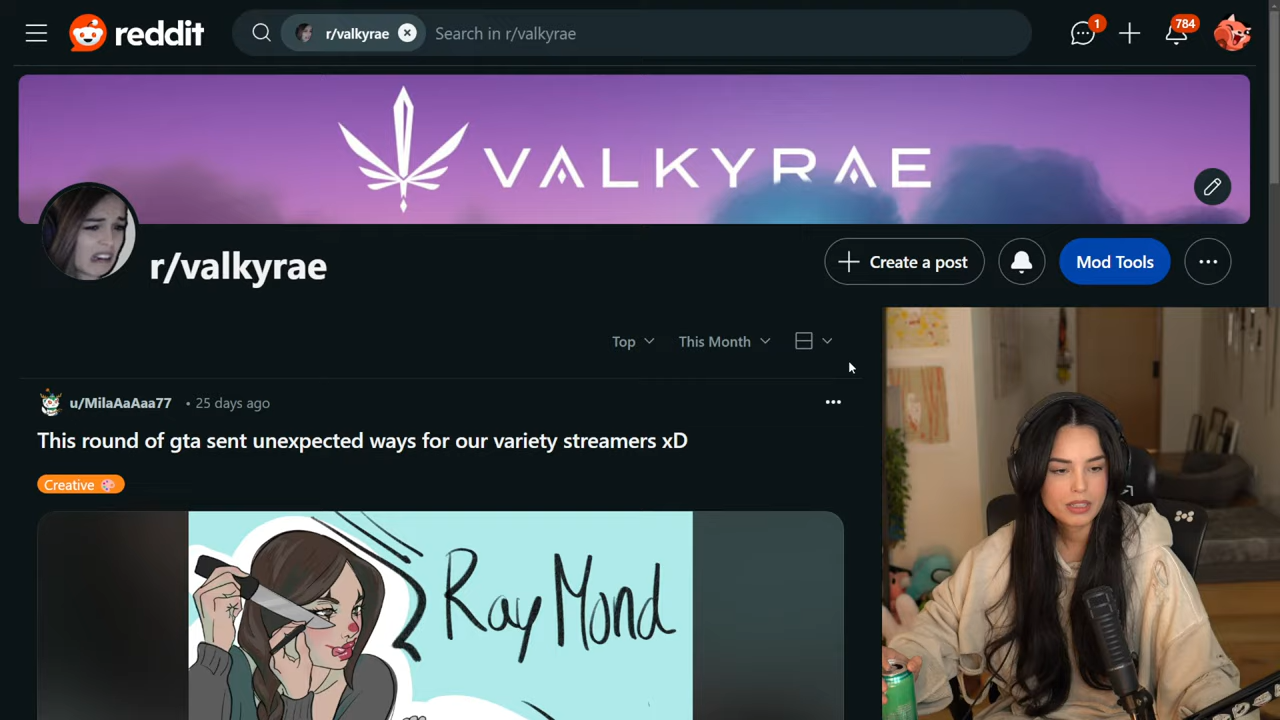 reddit
r/valkyrae
Search in r/valkyrae
1
784
VALKYRAE
r/valkyrae
Create a post
Mod Tools
Top
This Month
u/MilaAaAaa77 • 25 days ago
This round of gta sent unexpected ways for our variety streamers xD
Creative
RayMond